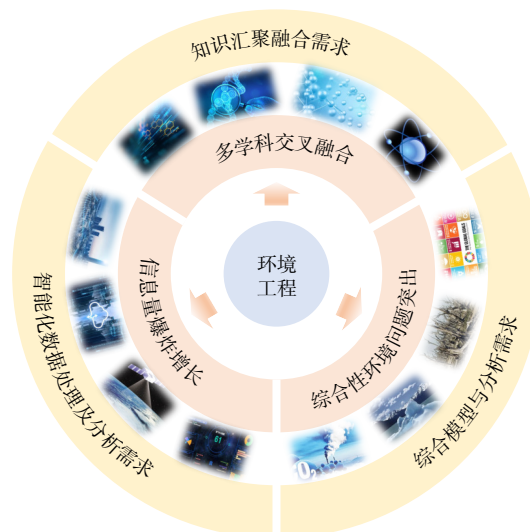 知识汇聚融合需求
多学科交叉融合
环境
工程
信息量爆炸增长
综合性环境问题突出
智能化数据处理及分析需求
综合模型与分析需求
61
O₂